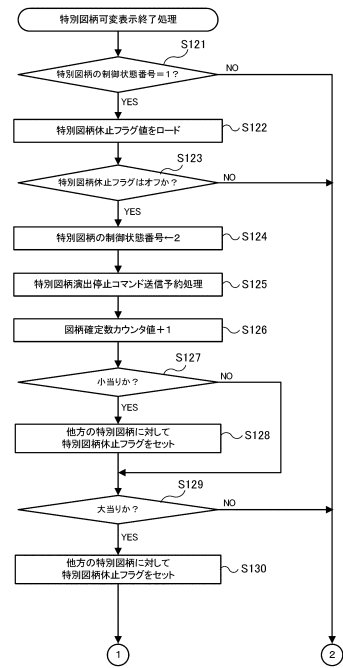 特別図柄可変表示終了処理
S121
特別図柄の制御状態番号=1?
NO
YES
特別図柄休止フラグ値をロード
S122
S123
特別図柄休止フラグはオフか?
NO
YES
特別図柄の制御状態番号←2
S124
特別図柄演出停止コマンド送信予約処理
S125
図柄確定数カウンタ値+1
S126
S127
小当りか?
NO
YES
他方の特別図柄に対して
特別図柄休止フラグをセット
S128
S129
大当りか?
NO
YES
他方の特別図柄に対して
特別図柄休止フラグをセット
S130
1
2